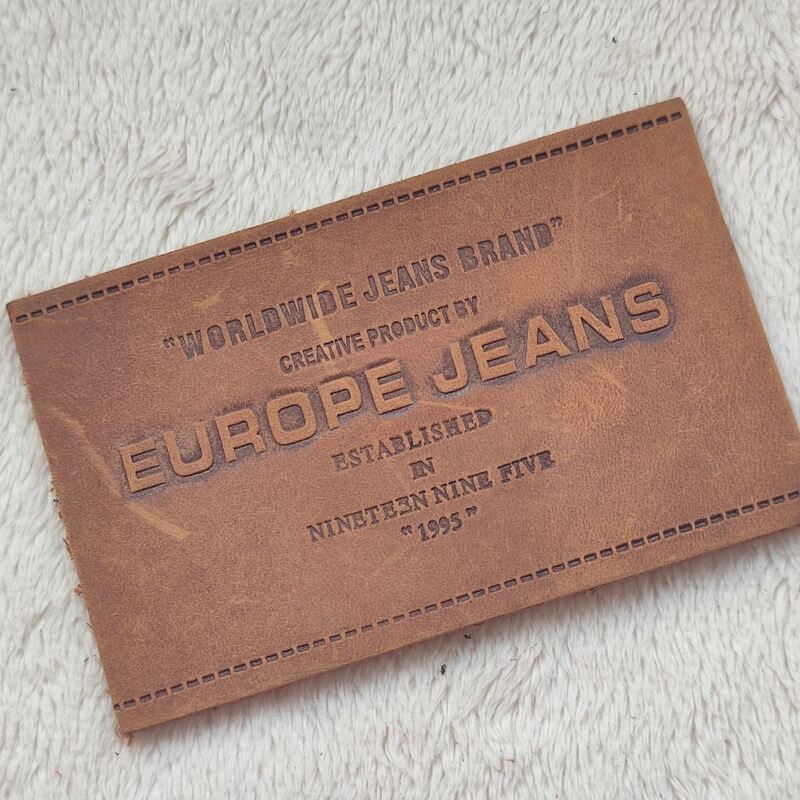 "WORLDWIDE JEANS BRAND"
CREATIVE PRODUCT BY
EUROPE JEANS
ESTABLISHED
IN
NINETEEN NINE FIVE
"1995"